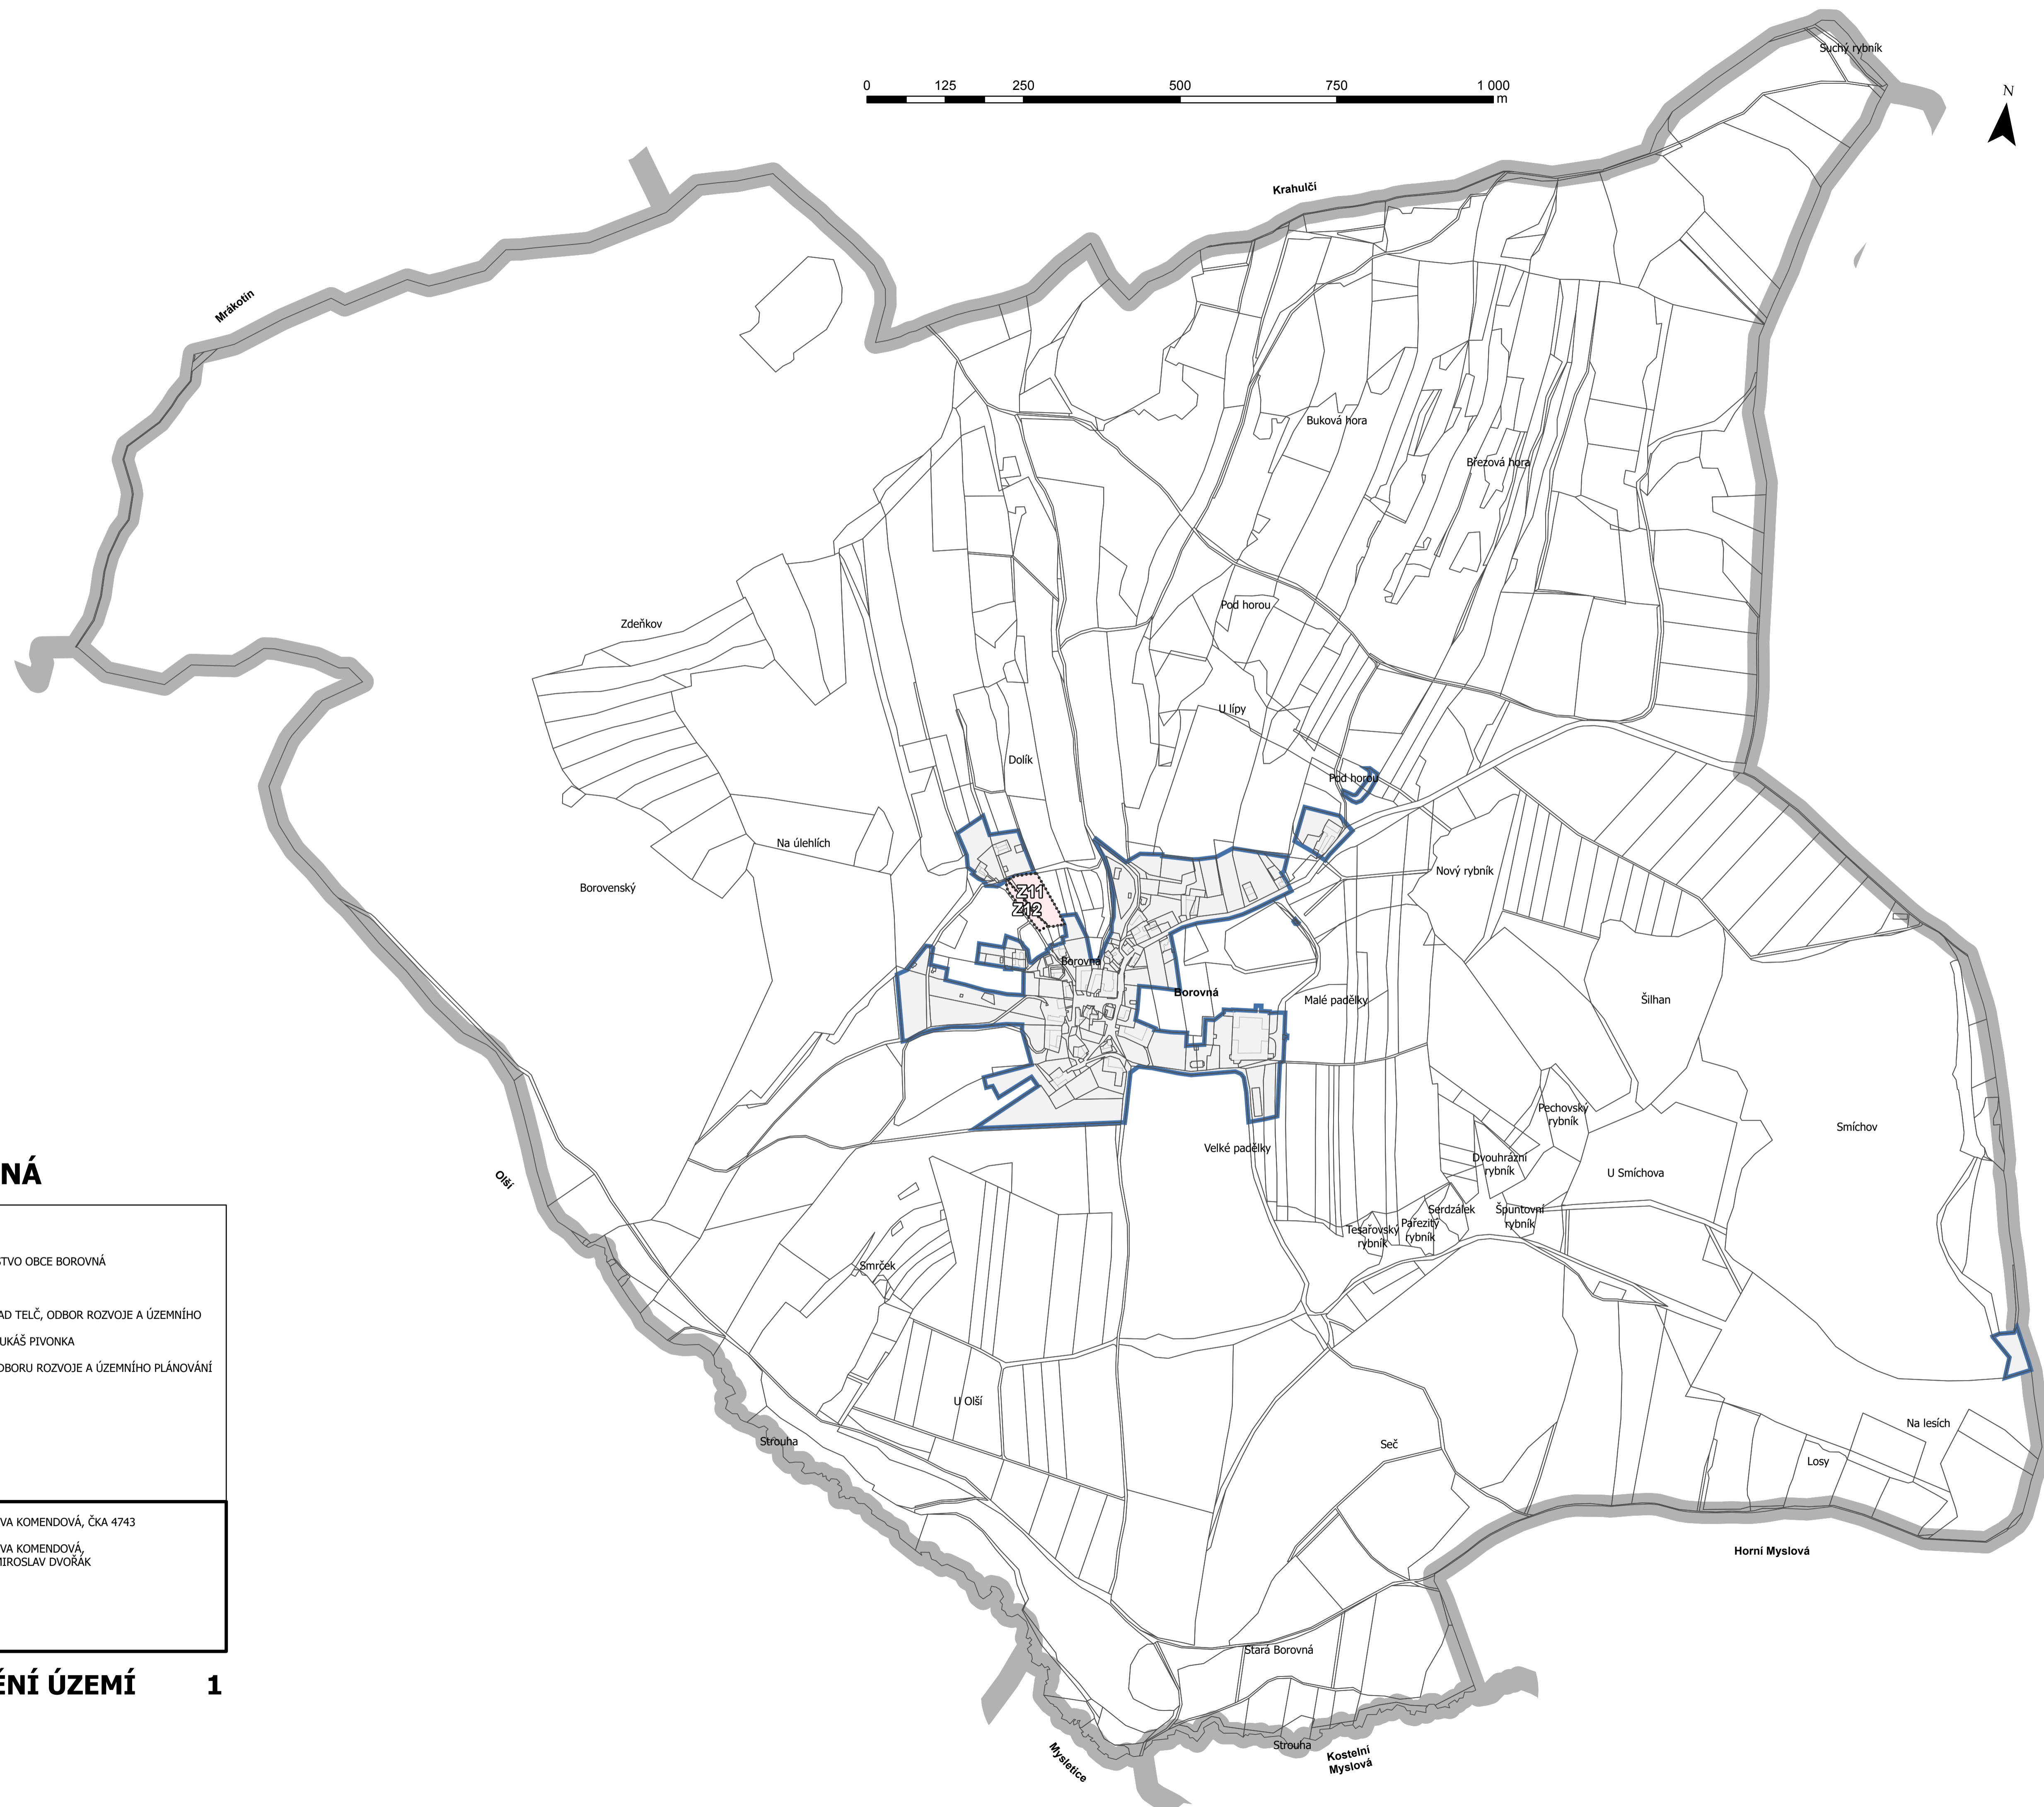 Suchý rybník
0 125 250 500 750 1 000
m
N
Krahulčí
Mrákotín
Buková hora
Březová hora
Pod horou
Zdeňkov
U lípy
Dolík
Pod horou
Na úlehlích
Nový rybník
Borovenský
Z11
Z12
Borovná
Borovná
Malé padělky
Šilhan
Pechovský
rybník
Smíchov
Velké padělky
Dvouhrázní
rybník
U Smíchova
Olší
Serdzálek
Špuntovní
rybník
Pařezitý
rybník
Tesařovský
rybník
Smrček
U Olší
Na lesích
Seč
Strouha
Losy
Horní Myslová
Stará Borovná
Strouha
Kostelní
Myslová
Mysletice
NÁ
STVO OBCE BOROVNÁ
AD TELČ, ODBOR ROZVOJE A ÚZEMNÍHO
UKÁŠ PIVONKA
DBORU ROZVOJE A ÚZEMNÍHO PLÁNOVÁNÍ
VA KOMENDOVÁ, ČKA 4743
VA KOMENDOVÁ,
MIROSLAV DVOŘÁK
ĚNÍ ÚZEMÍ 1